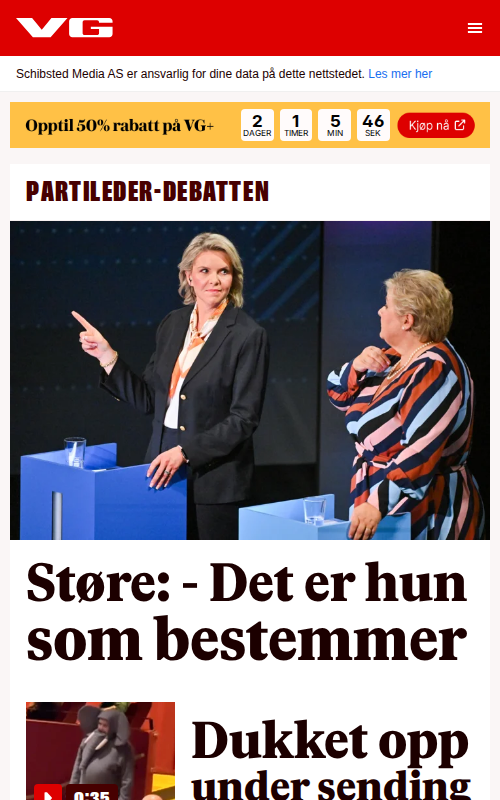 VG
Schibsted Media AS er ansvarlig for dine data på dette nettstedet. Les mer her
Opptil 50% rabatt på VG+
2 1 5 46
DAGER TIMER MIN SEK
Kjøp nå
PARTILEDER-DEBATTEN
Støre: - Det er hun
som bestemmer
Dukket opp
under sending
0:35